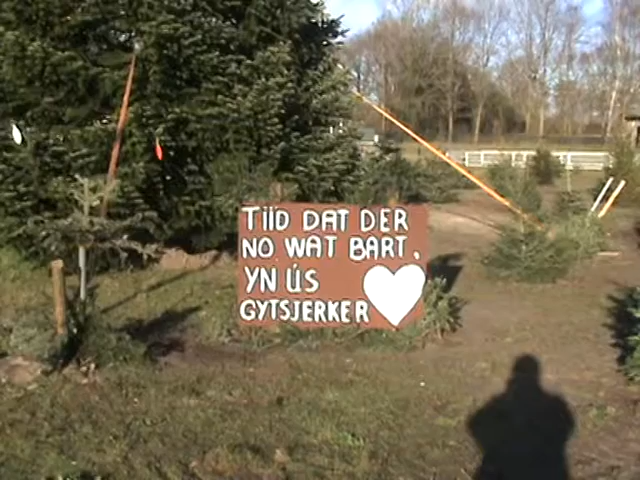 TIID DAT DER
NO WAT BART,
YN ÚS
GYTSJERKER